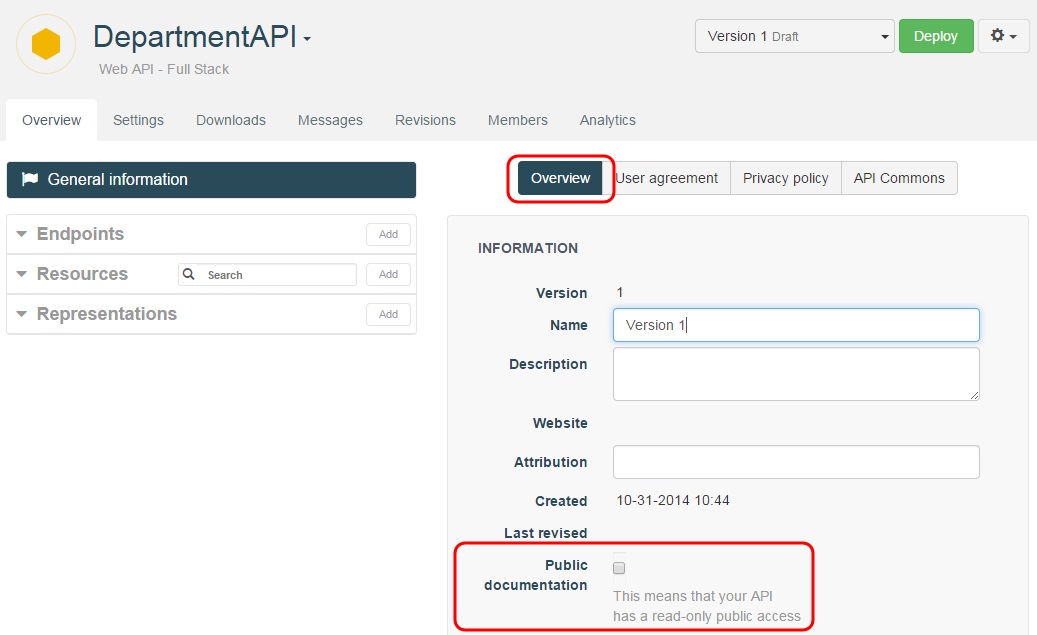 DepartmentAPI
Web API - Full Stack
Version 1 Draft
Deploy
Overview Settings Downloads Messages Revisions Members Analytics
General information
Endpoints Add
Resources Search Add
Representations Add
Overview User agreement Privacy policy API Commons
INFORMATION
Version 1
Name Version 1
Description
Website
Attribution
Created 10-31-2014 10:44
Last revised
Public
documentation
This means that your API
has a read-only public access